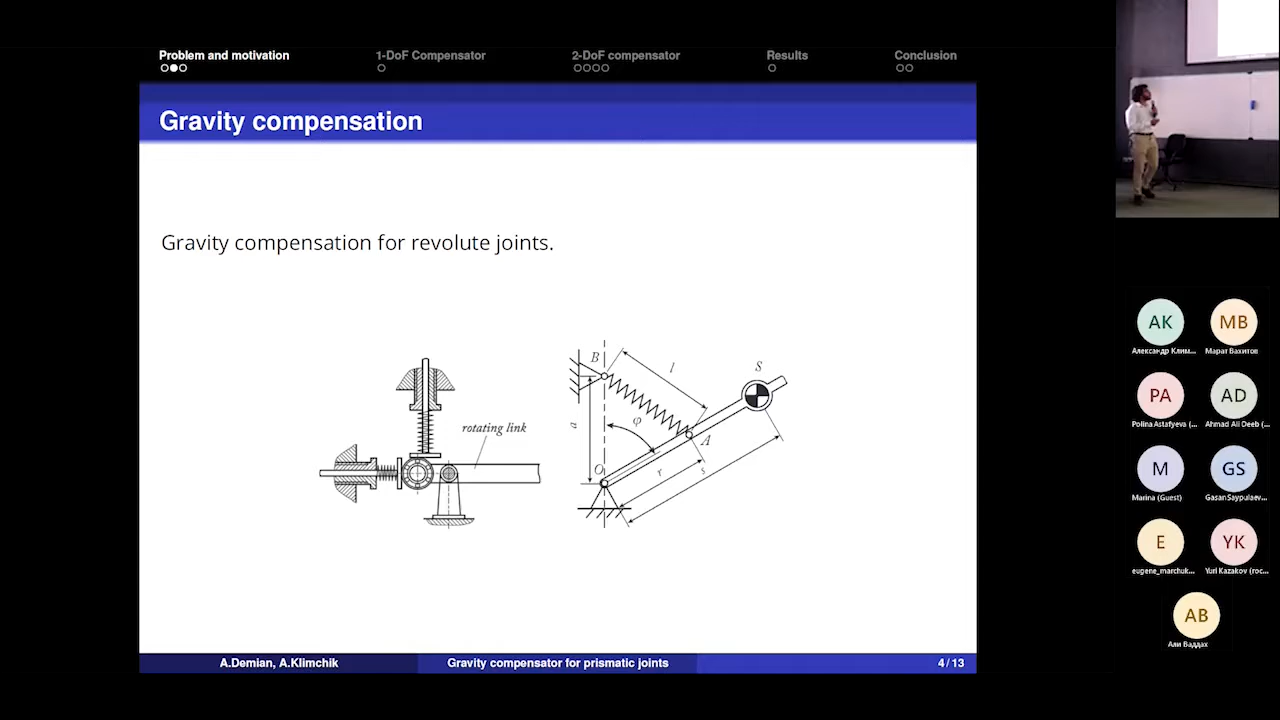 Problem and motivation
1-DoF Compensator
2-DoF compensator
Results
Conclusion
Gravity compensation
Gravity compensation for revolute joints.
rotating link
B
l
S
a
φ
A
O
r
s
A.Demian, A.Klimchik
Gravity compensator for prismatic joints
4 / 13
AK
Александр Клим...
MB
Марат Вахитов
PA
Polina Astafyeva (...
AD
Ahmad Ali Deeb (...
M
Marina (Guest)
GS
Gasan Saypulaev...
E
eugene_marchuk...
YK
Yuri Kazakov (гос...
AB
Али Ваддах